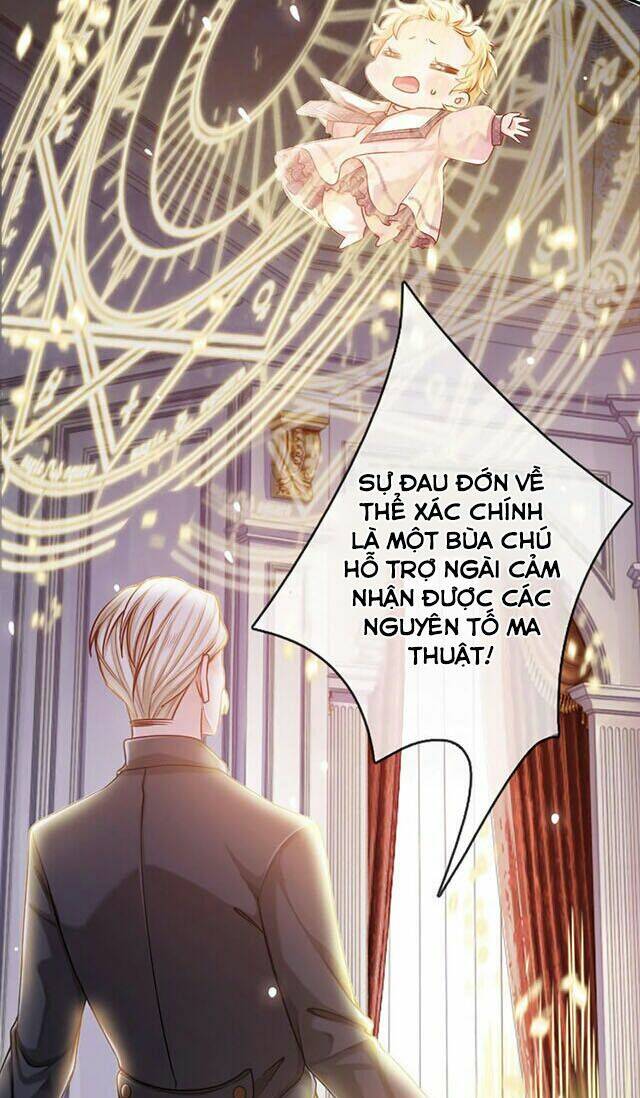 SỰ ĐAU ĐỚN VỀ
THỂ XÁC CHÍNH
LÀ MỘT BÙA CHÚ
HỖ TRỢ NGÀI CẢM
NHẬN ĐƯỢC CÁC
NGUYÊN TỐ MA
THUẬT!